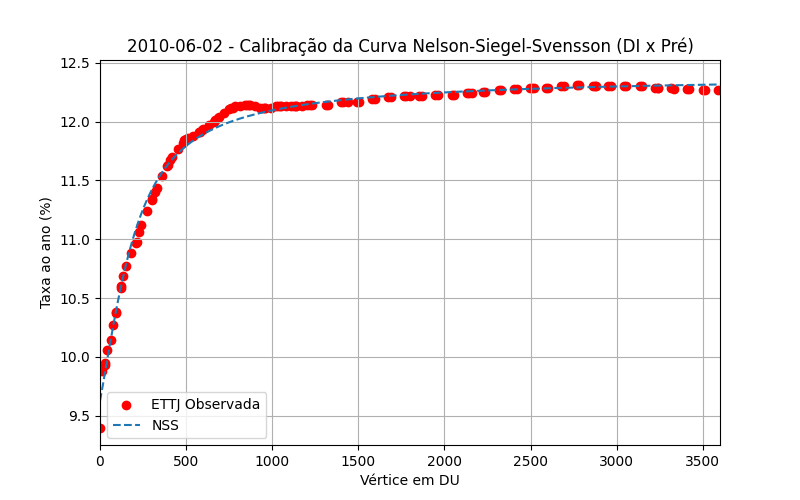 2010-06-02 - Calibração da Curva Nelson-Siegel-Svensson (DI x Pré)
12.5
12.0
11.5
11.0
10.5
10.0
9.5
Taxa ao ano (%)
ETTJ Observada
NSS
0 500 1000 1500 2000 2500 3000 3500
Vértice em DU